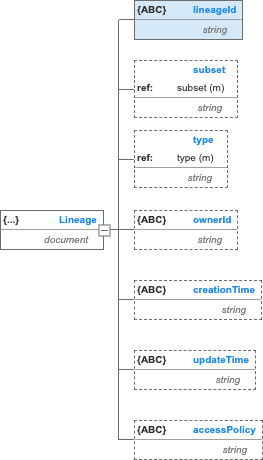 {ABC} lineageId
string
subset
ref: subset (m)
string
type
ref: type (m)
string
{...} Lineage
document
{ABC} ownerId
string
{ABC} creationTime
string
{ABC} updateTime
string
{ABC} accessPolicy
string